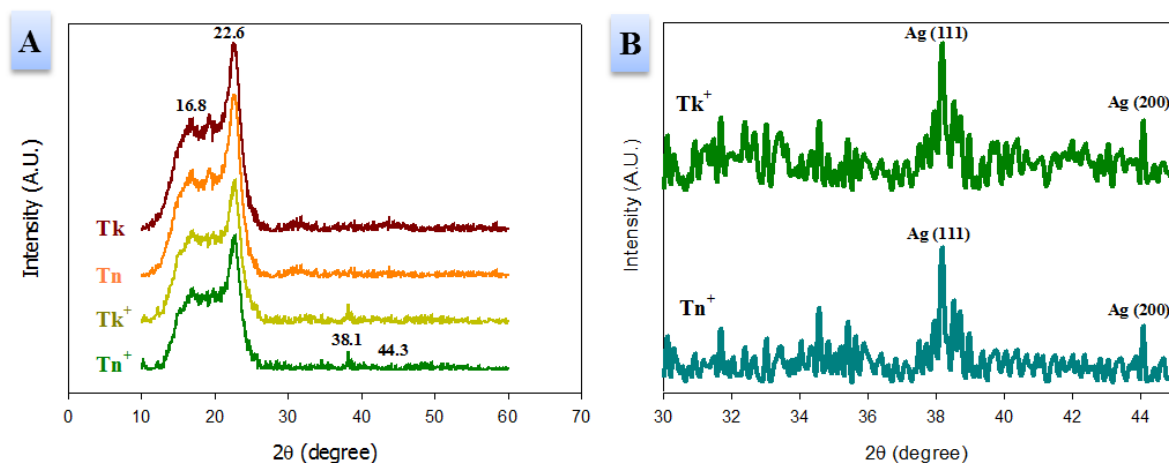 A
22.6
16.8
Tk
Tn
Tk⁺
Tn⁺
38.1
44.3
Intensity (A.U.)
0 10 20 30 40 50 60 70
2θ (degree)
B
Ag (111)
Tk⁺
Ag (200)
Ag (111)
Tn⁺
Ag (200)
Intensity (A.U.)
30 32 34 36 38 40 42 44
2θ (degree)